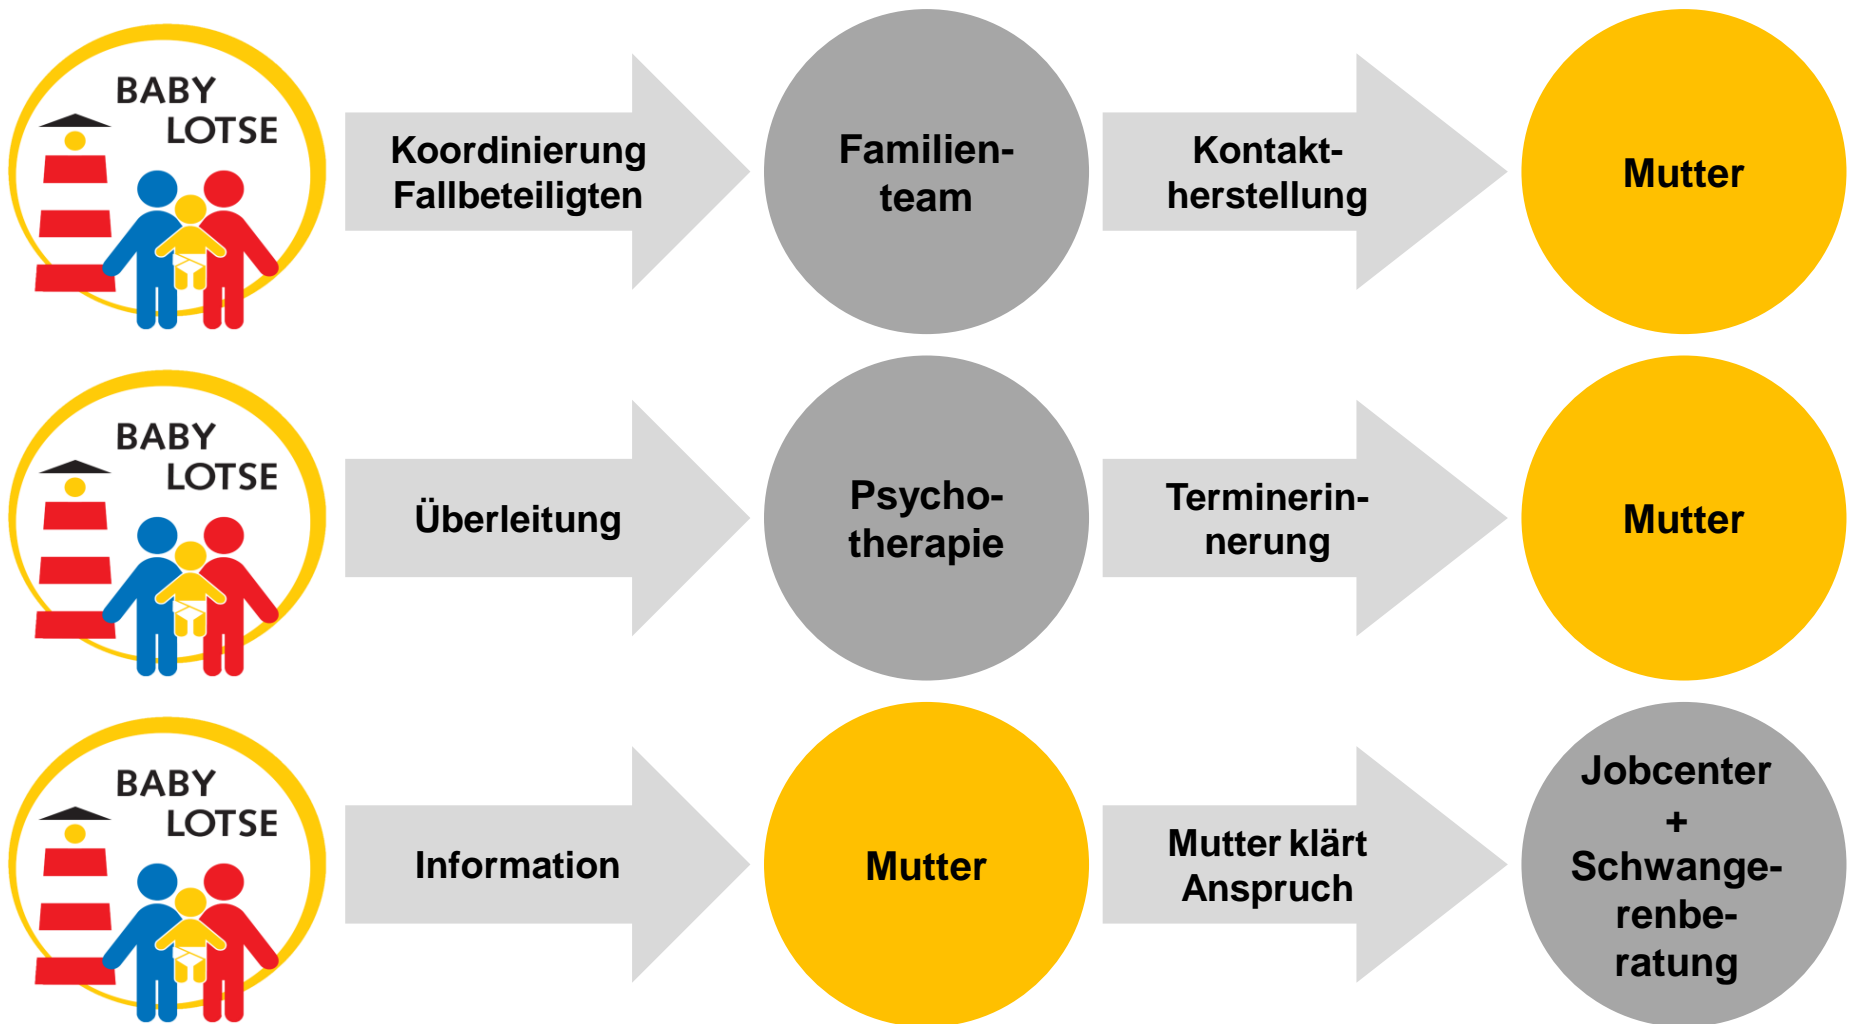 BABY
LOTSE
Koordinierung
Fallbeteiligten
Familien-
team
Kontakt-
herstellung
Mutter
BABY
LOTSE
Überleitung
Psycho-
therapie
Terminerin-
nerung
Mutter
BABY
LOTSE
Information
Mutter
Mutter klärt
Anspruch
Jobcenter
+
Schwange-
renbe-
ratung